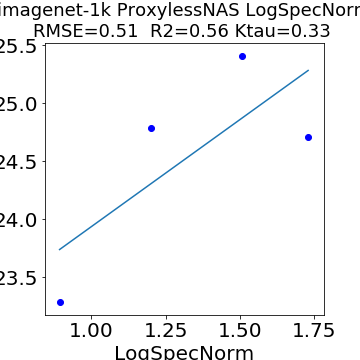 imagenet-1k ProxylessNAS LogSpecNorm
RMSE=0.51 R2=0.56 Ktau=0.33
25.5
25.0
24.5
24.0
23.5
1.00 1.25 1.50 1.75
LogSpecNorm